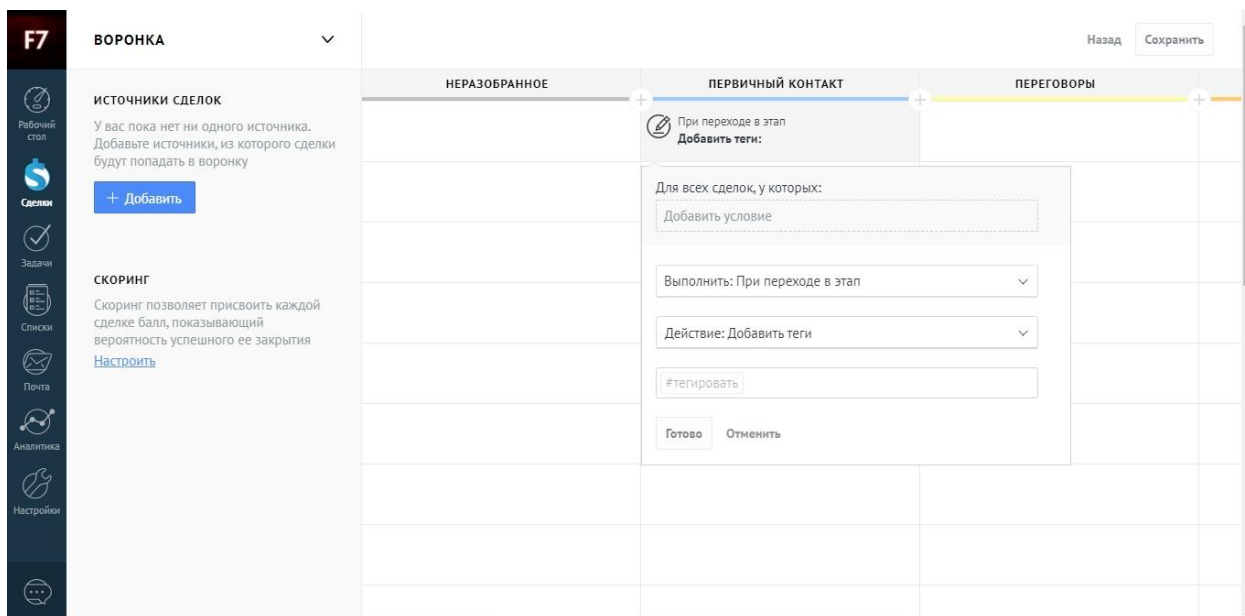 F7
ВОРОНКА
Назад
Сохранить
НЕРАЗОБРАННОЕ
ПЕРВИЧНЫЙ КОНТАКТ
ПЕРЕГОВОРЫ
Рабочий
стол
Сделки
Задачи
Списки
Почта
Аналитика
Настройки
ИСТОЧНИКИ СДЕЛОК
У вас пока нет ни одного источника.
Добавьте источники, из которого сделки
будут попадать в воронку
+ Добавить
СКОРИНГ
Скоринг позволяет присвоить каждой
сделке балл, показывающий
вероятность успешного ее закрытия
Настроить
При переходе в этап
Добавить теги:
Для всех сделок, у которых:
Добавить условие
Выполнить: При переходе в этап
Действие: Добавить теги
#тегировать
Готово
Отменить